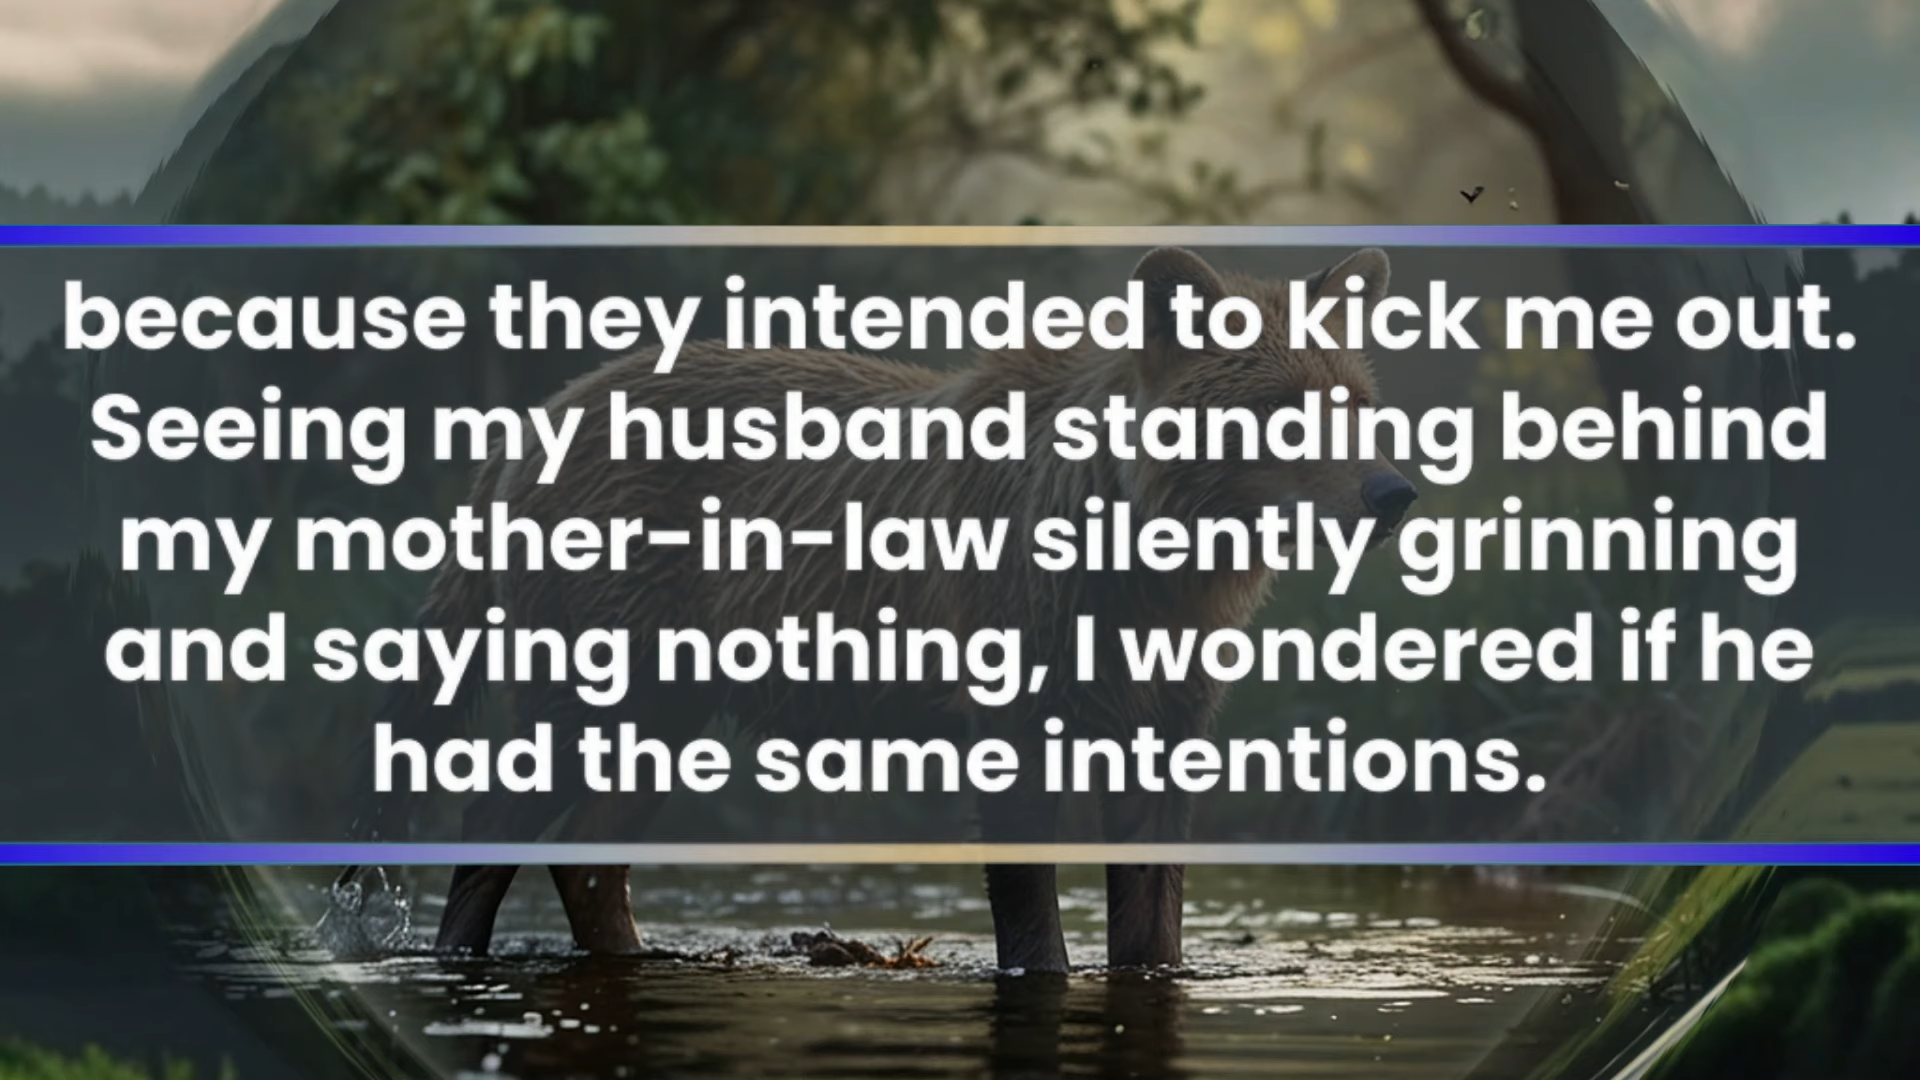 because they intended to kick me out.
Seeing my husband standing behind
my mother-in-law silently grinning
and saying nothing, I wondered if he
had the same intentions.